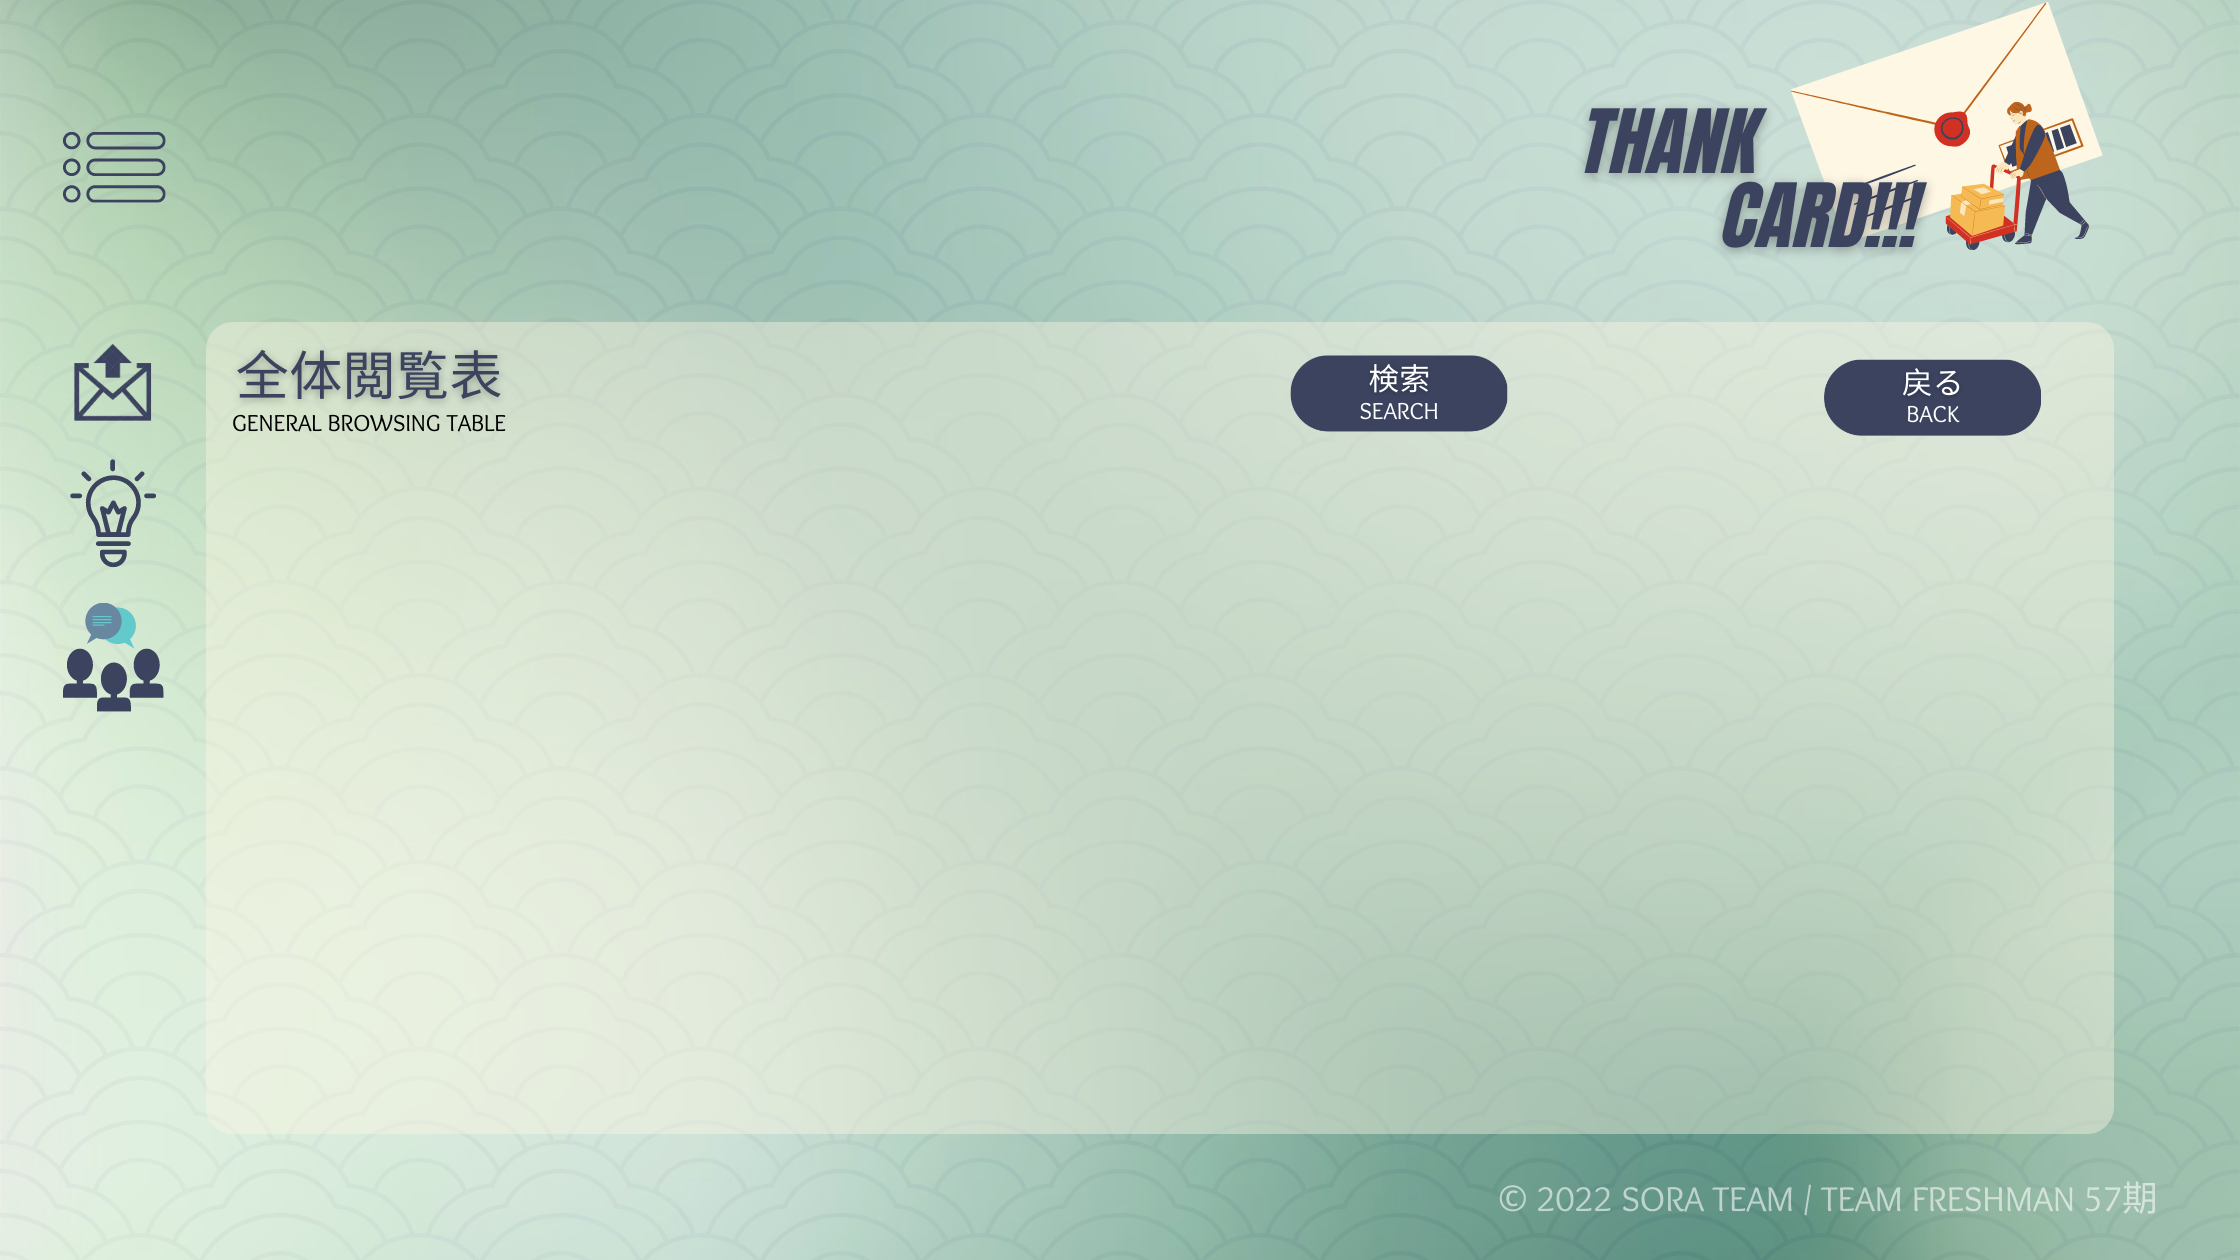 THANK
CARD!!!
全体閲覧表
GENERAL BROWSING TABLE
検索
SEARCH
戻る
BACK
© 2022 SORA TEAM / TEAM FRESHMAN 57期